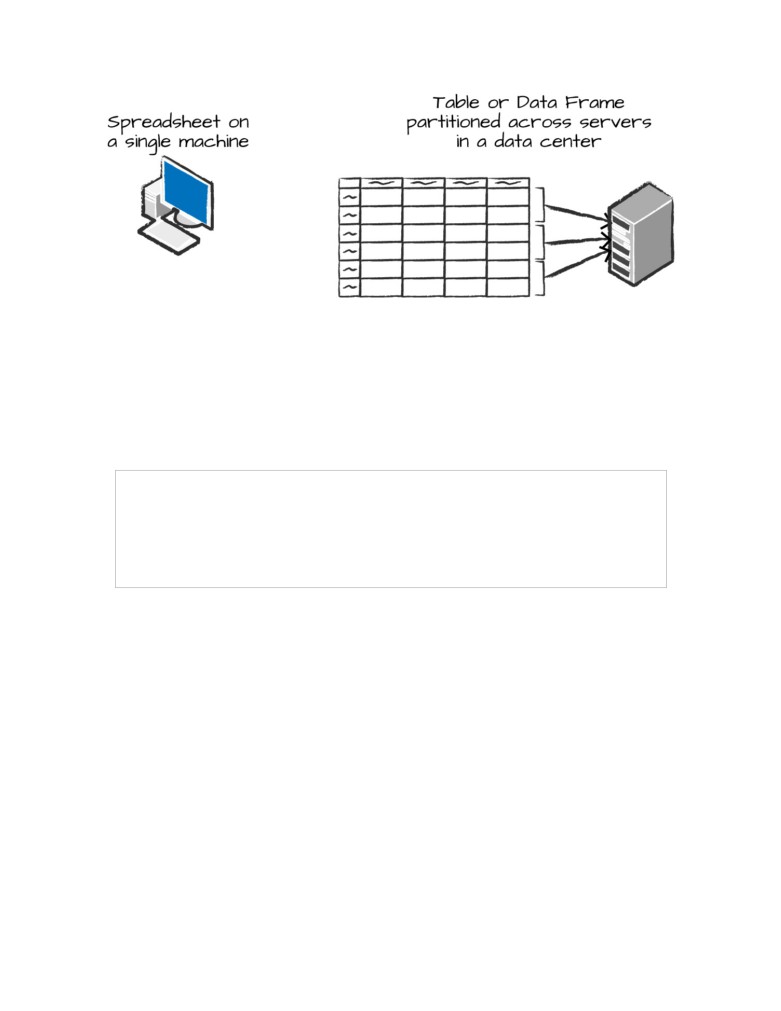 Spreadsheet on
a single machine
Table or Data Frame
partitioned across servers
in a data center